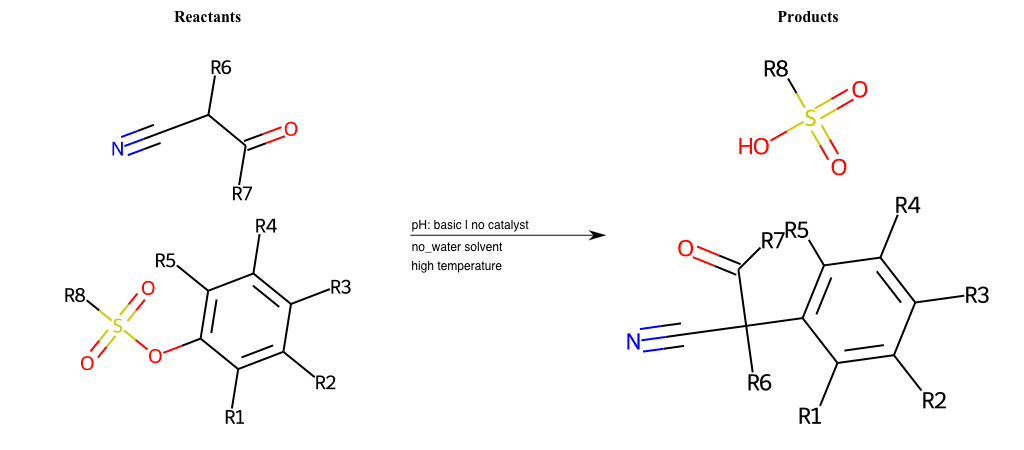 Reactants
Products
R6
N
O
R7
R4
R5
R3
R8
O
S
O
O
R2
R1
pH: basic | no catalyst
no_water solvent
high temperature
R8
O
S
HO
O
R4
R7
R5
O
R3
N
R6
R2
R1